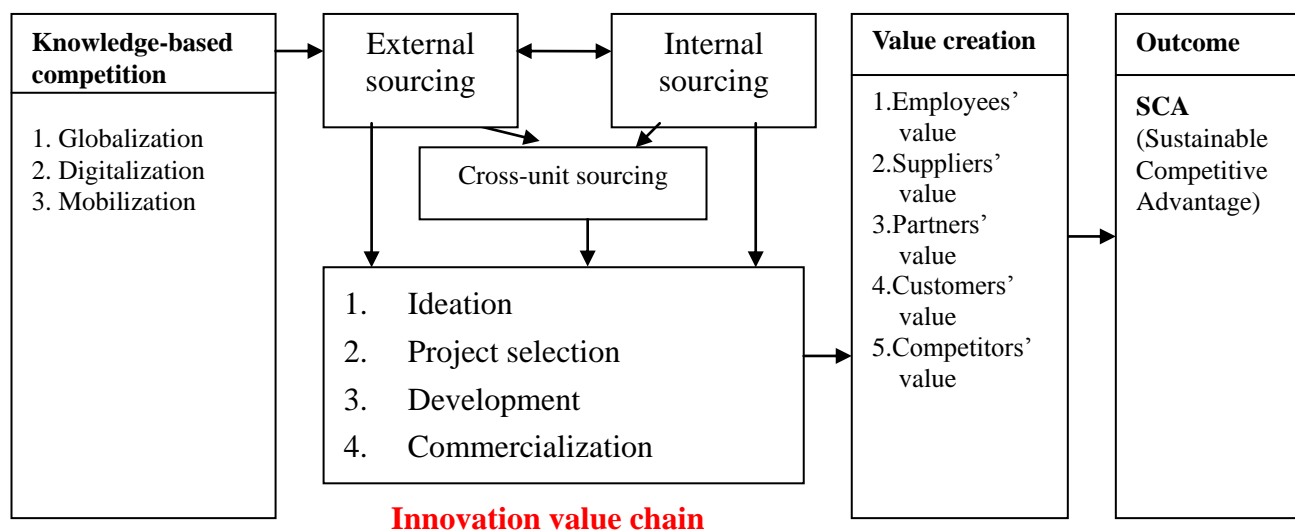 Knowledge-based
competition
1. Globalization
2. Digitalization
3. Mobilization
External
sourcing
Internal
sourcing
Cross-unit sourcing
1. Ideation
2. Project selection
3. Development
4. Commercialization
Innovation value chain
Value creation
1.Employees’
value
2.Suppliers’
value
3.Partners’
value
4.Customers’
value
5.Competitors’
value
Outcome
SCA
(Sustainable
Competitive
Advantage)